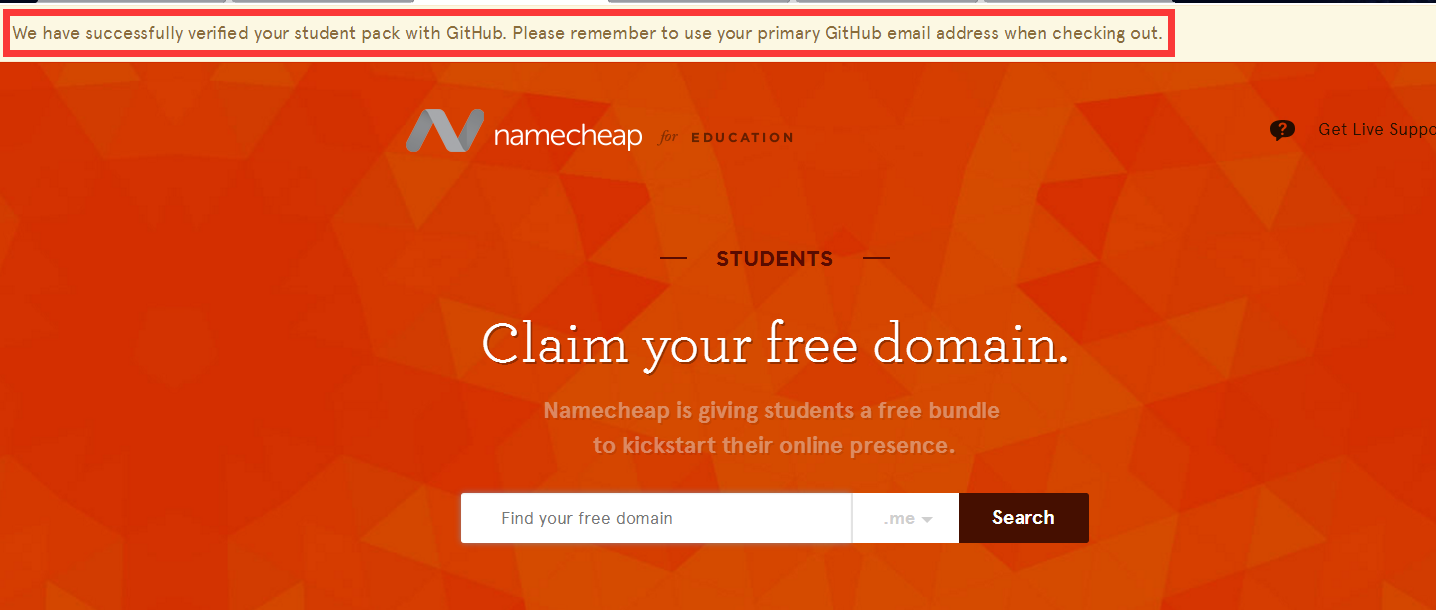 We have successfully verified your student pack with GitHub. Please remember to use your primary GitHub email address when checking out.
namecheap for EDUCATION
Get Live Suppo
STUDENTS
Claim your free domain.
Namecheap is giving students a free bundle
to kickstart their online presence.
Find your free domain .me Search